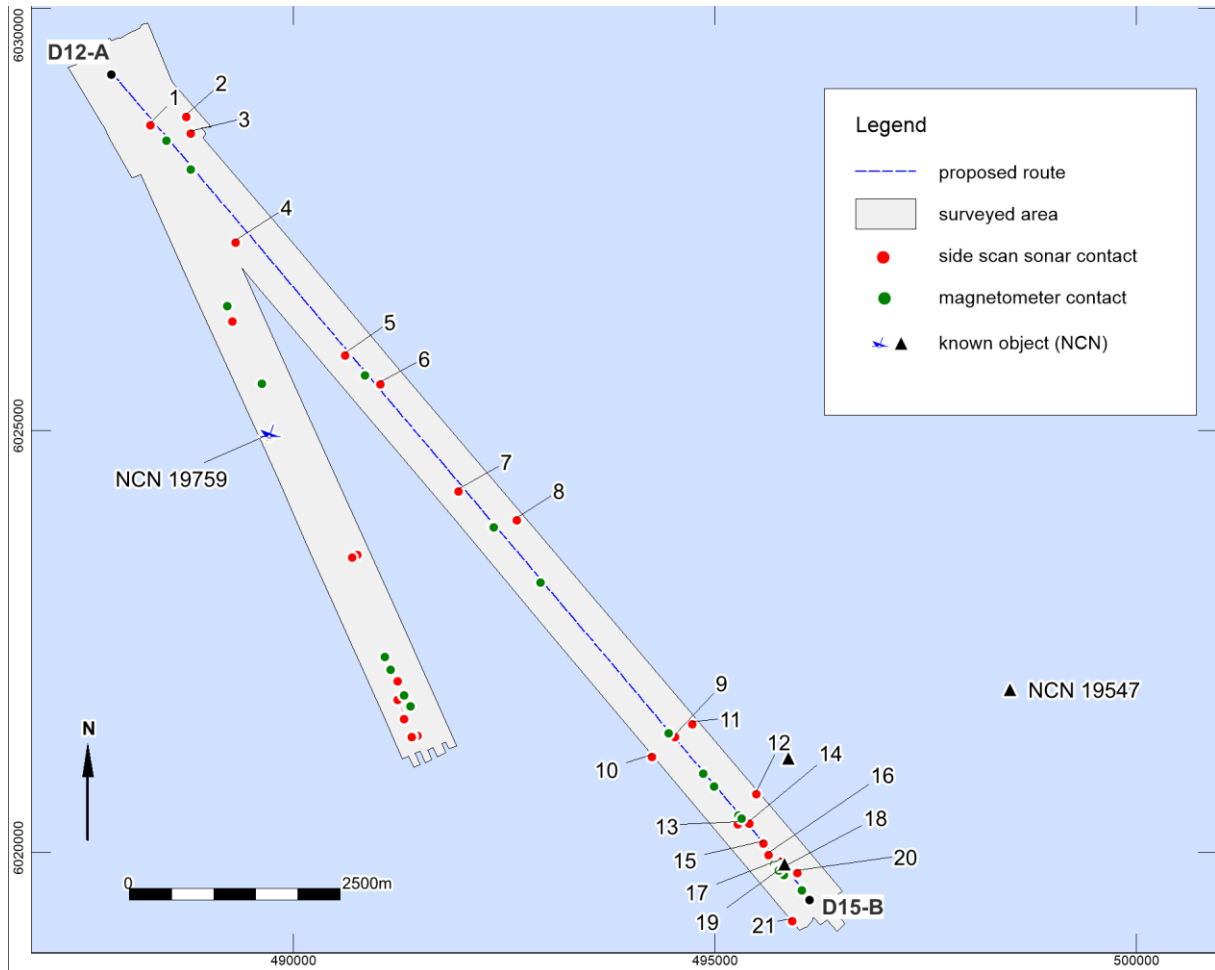 6030000
D12-A
1
2
3
4
5
6
7
8
NCN 19759
6025000
Legend
proposed route
surveyed area
side scan sonar contact
magnetometer contact
known object (NCN)
9
11
10
NCN 19547
12
14
16
13
18
15
20
17
19
21
D15-B
6020000
N
0 2500m
490000 495000 500000